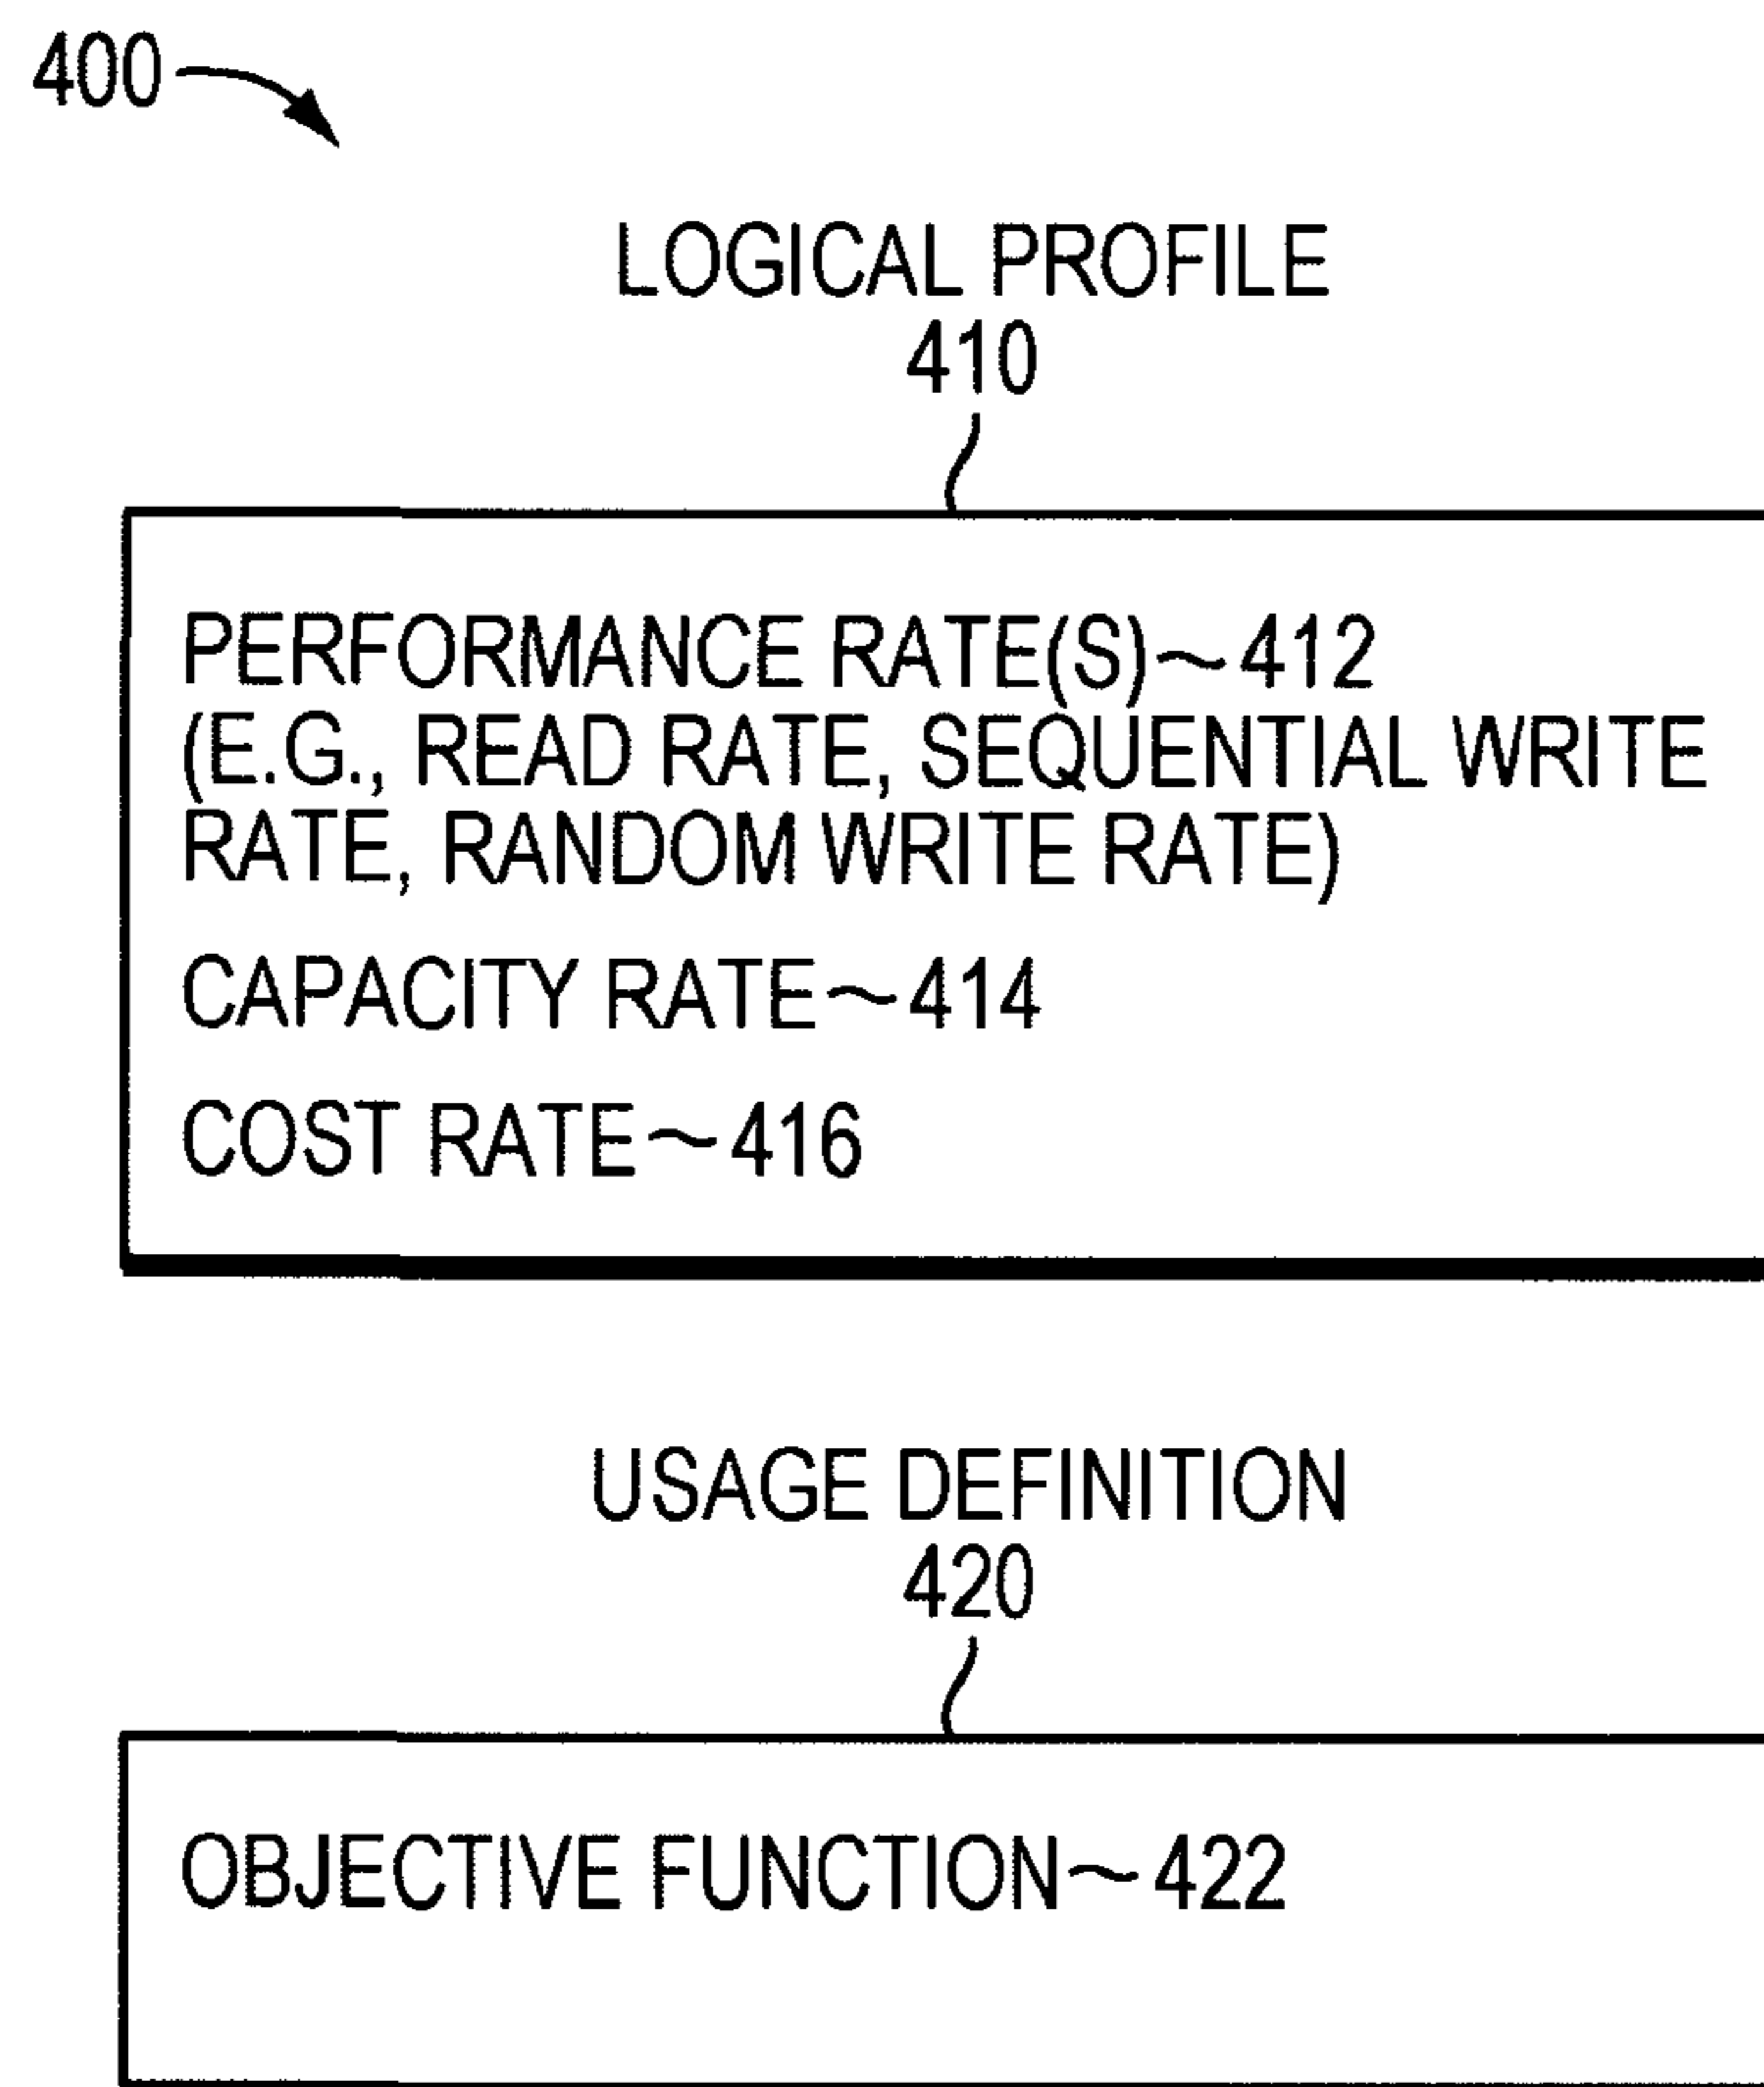 400
LOGICAL PROFILE
410
PERFORMANCE RATE(S)~412
(E.G., READ RATE, SEQUENTIAL WRITE
RATE, RANDOM WRITE RATE)
CAPACITY RATE~414
COST RATE~416
USAGE DEFINITION
420
OBJECTIVE FUNCTION~422